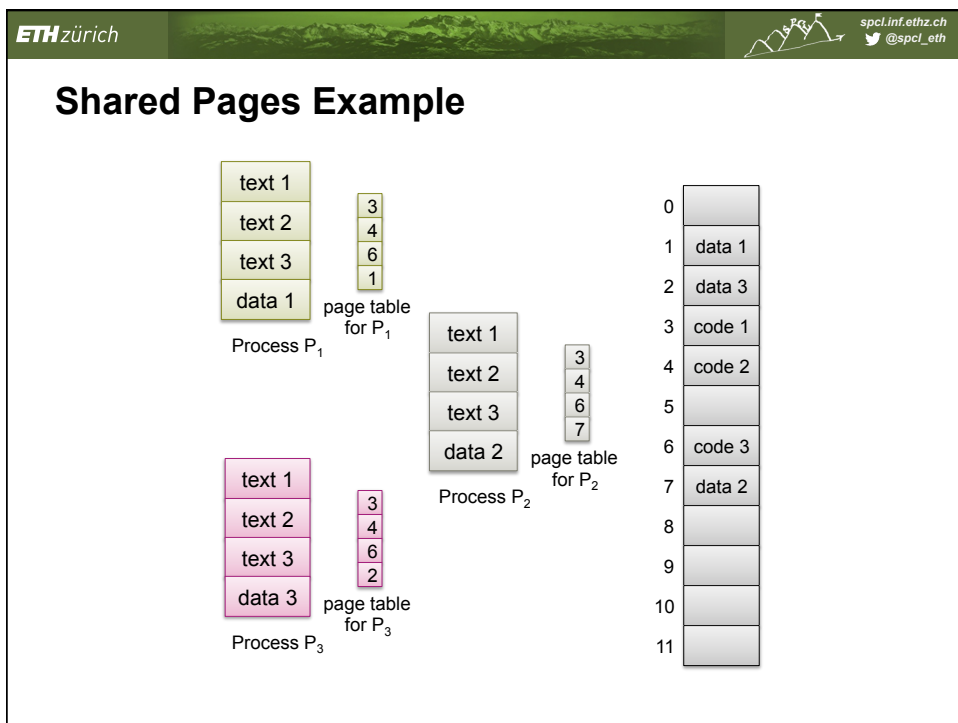 ETH zürich
spcl.inf.ethz.ch
@spcl_eth
Shared Pages Example
text 1
text 2
text 3
data 1
Process P1
3
4
6
1
page table
for P1
text 1
text 2
text 3
data 2
Process P2
3
4
6
7
page table
for P2
text 1
text 2
text 3
data 3
Process P3
3
4
6
2
page table
for P3
0
1 data 1
2 data 3
3 code 1
4 code 2
5
6 code 3
7 data 2
8
9
10
11